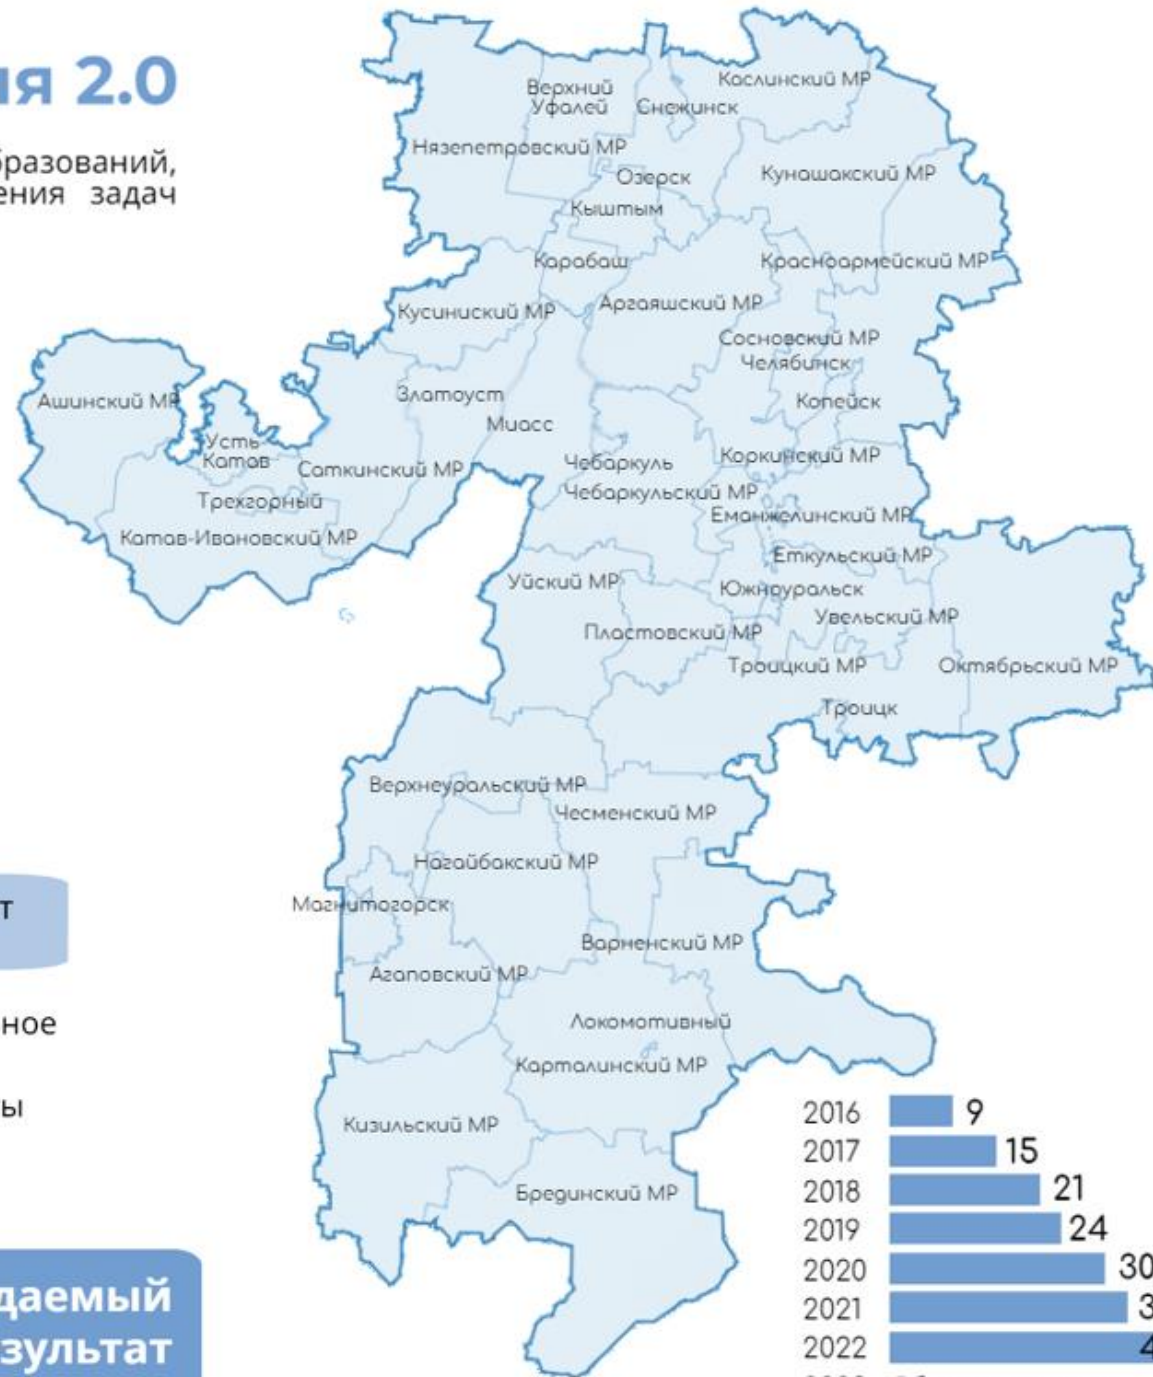 ия 2.0
бразований,
ения задач
Верхний
Уфалей
Снежинск
Каслинский МР
Нязепетровский МР
Озерск
Кунашакский МР
Кыштым
Карабаш
Красноармейский МР
Кусиниский МР
Аргаяшский МР
Сосновский МР
Челябинск
Ашинский МР
Златоуст
Копейск
Миасс
Усть
Катав
Саткинский МР
Чебаркуль
Коркинский МР
Трехгорный
Чебаркульский МР
Еманжелинский МР
Катав-Ивановский МР
Еткульский МР
Уйский МР
Южноуральск
Увельский МР
Пластовский МР
Троицкий МР
Октябрьский МР
Троицк
Верхнеуральский МР
Чесменский МР
Нагайбакский МР
Магнитогорск
Варненский МР
Агаповский МР
Локомотивный
Карталинский МР
Кизильский МР
Брединский МР
т
ное
ы
даемый
зультат
2016 9
2017 15
2018 21
2019 24
2020 30
2021 3
2022 4